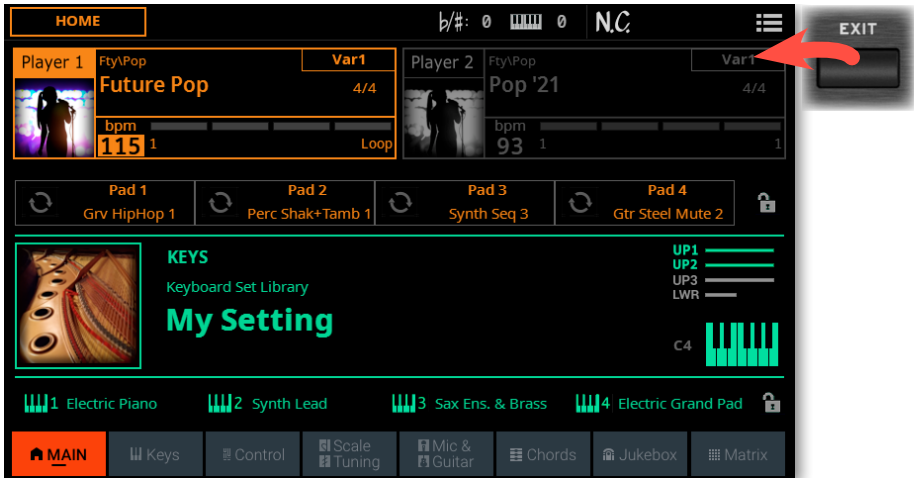 HOME
♭/#: 0 0 N.C.
EXIT
Player 1 Fty\Pop Var1
Future Pop 4/4
bpm
115 1 Loop
Player 2 Fty\Pop Var1
Pop '21 4/4
bpm
93 1 1
Pad 1
Grv HipHop 1
Pad 2
Perc Shak+Tamb 1
Pad 3
Synth Seq 3
Pad 4
Gtr Steel Mute 2
KEYS
Keyboard Set Library
My Setting
UP1
UP2
UP3
LWR
C4
1 Electric Piano
2 Synth Lead
3 Sax Ens. & Brass
4 Electric Grand Pad
MAIN
Keys
Control
Scale
Tuning
Mic &
Guitar
Chords
Jukebox
Matrix